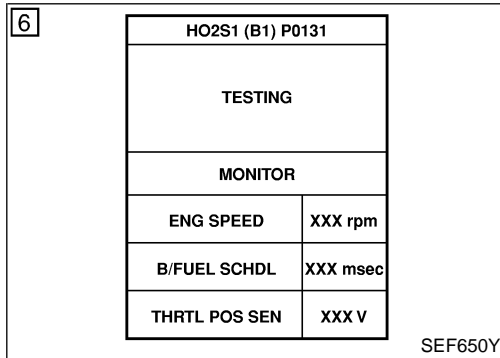 6
HO2S1 (B1) P0131
TESTING
MONITOR
ENG SPEED XXX rpm
B/FUEL SCHDL XXX msec
THRTL POS SEN XXX V
SEF650Y